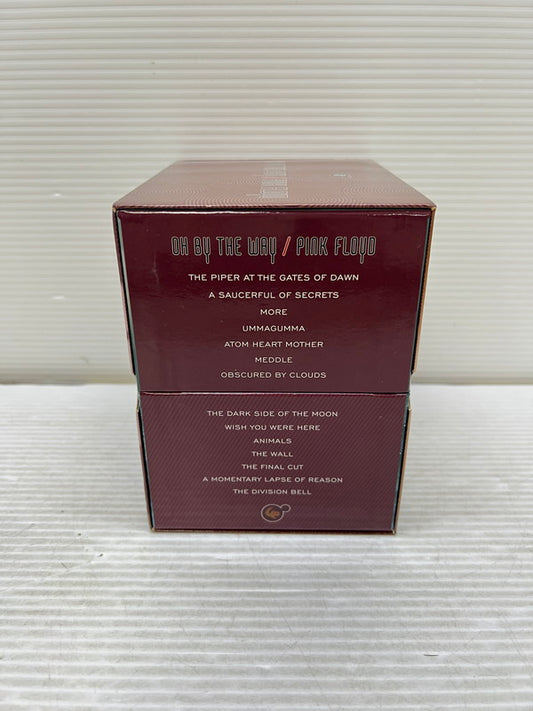 OH BY THE WAY / PINK FLOYD
THE PIPER AT THE GATES OF DAWN
A SAUCERFUL OF SECRETS
MORE
UMMAGUMMA
ATOM HEART MOTHER
MEDDLE
OBSCURED BY CLOUDS
THE DARK SIDE OF THE MOON
WISH YOU WERE HERE
ANIMALS
THE WALL
THE FINAL CUT
A MOMENTARY LAPSE OF REASON
THE DIVISION BELL